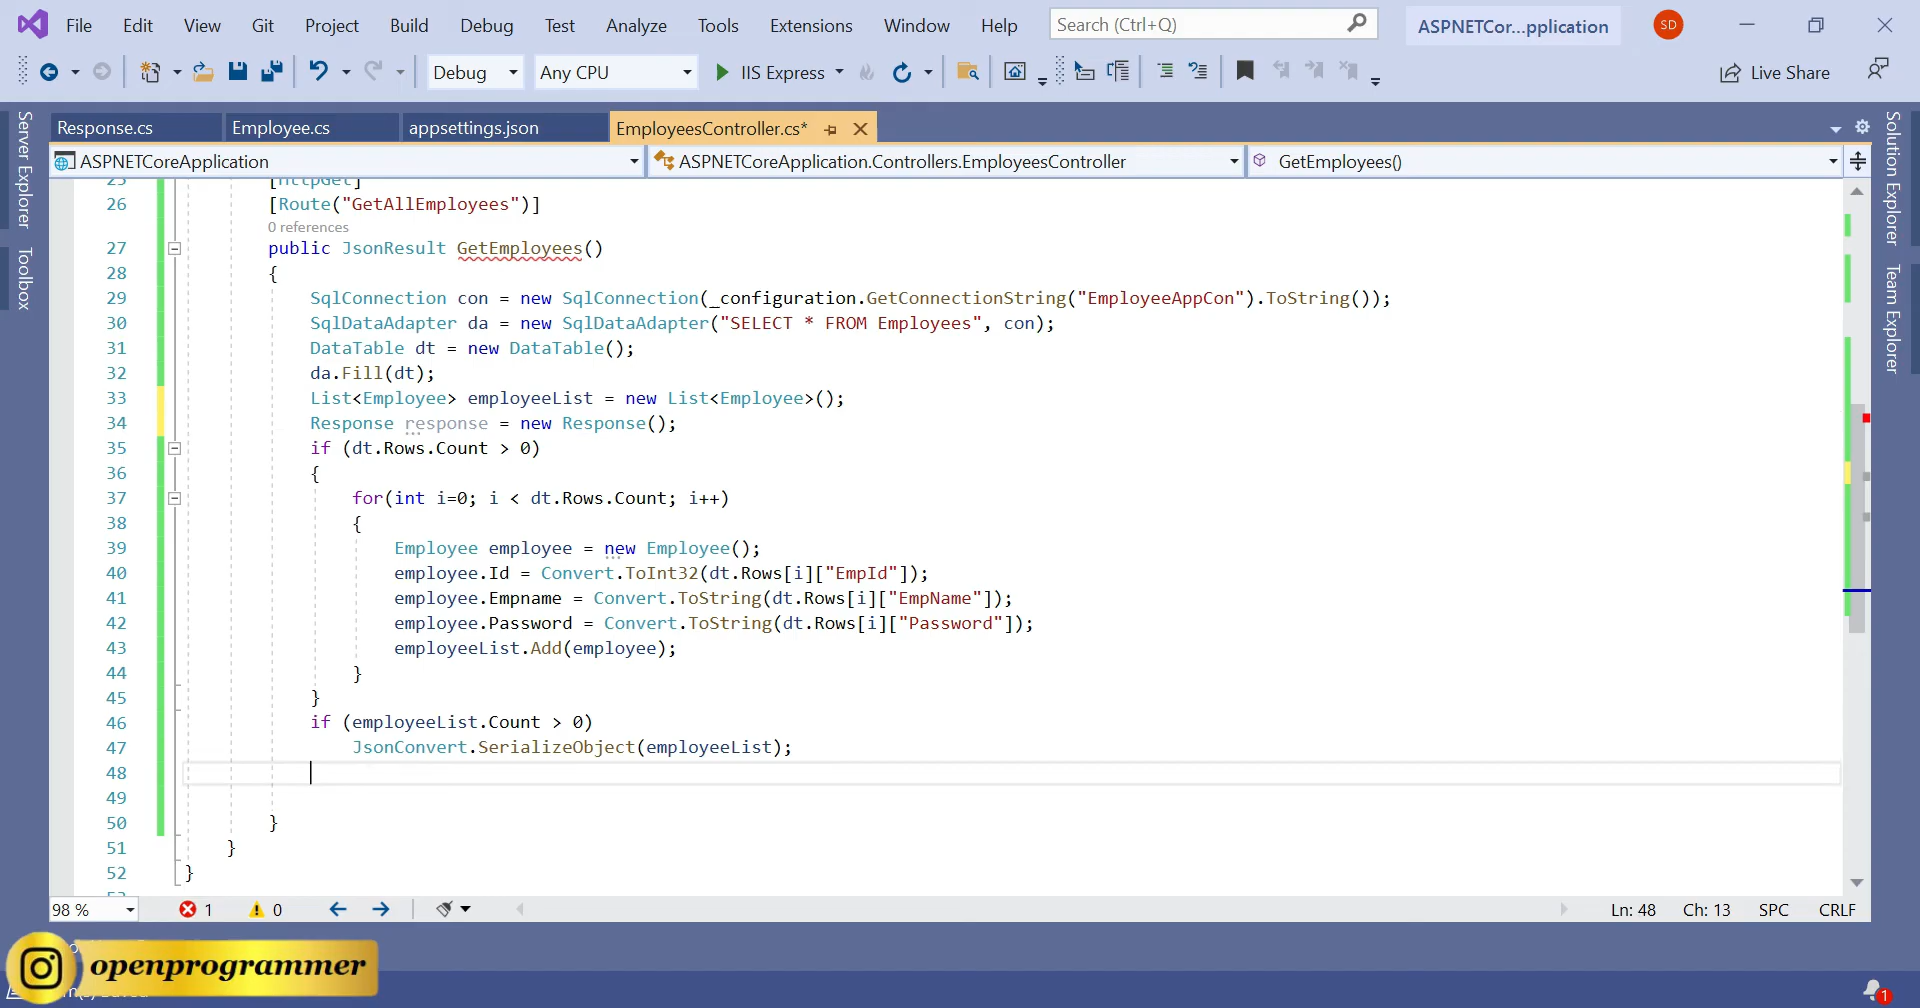 File Edit View Git Project Build Debug Test Analyze Tools Extensions Window Help Search (Ctrl+Q) ASPNETCor...pplication SD
Debug Any CPU IIS Express Live Share
Server Explorer
Toolbox
Response.cs Employee.cs appsettings.json EmployeesController.cs*
ASPNETCoreApplication ASPNETCoreApplication.Controllers.EmployeesController GetEmployees()
25 [HttpGet]
26 [Route("GetAllEmployees")]
0 references
27 public JsonResult GetEmployees()
28 {
29 SqlConnection con = new SqlConnection(_configuration.GetConnectionString("EmployeeAppCon").ToString());
30 SqlDataAdapter da = new SqlDataAdapter("SELECT * FROM Employees", con);
31 DataTable dt = new DataTable();
32 da.Fill(dt);
33 List<Employee> employeeList = new List<Employee>();
34 Response response = new Response();
35 if (dt.Rows.Count > 0)
36 {
37 for(int i=0; i < dt.Rows.Count; i++)
38 {
39 Employee employee = new Employee();
40 employee.Id = Convert.ToInt32(dt.Rows[i]["EmpId"]);
41 employee.Empname = Convert.ToString(dt.Rows[i]["EmpName"]);
42 employee.Password = Convert.ToString(dt.Rows[i]["Password"]);
43 employeeList.Add(employee);
44 }
45 }
46 if (employeeList.Count > 0)
47 JsonConvert.SerializeObject(employeeList);
48
49
50 }
51 }
52 }
Solution Explorer
Team Explorer
98 % 1 0 Ln: 48 Ch: 13 SPC CRLF
openprogrammer
1